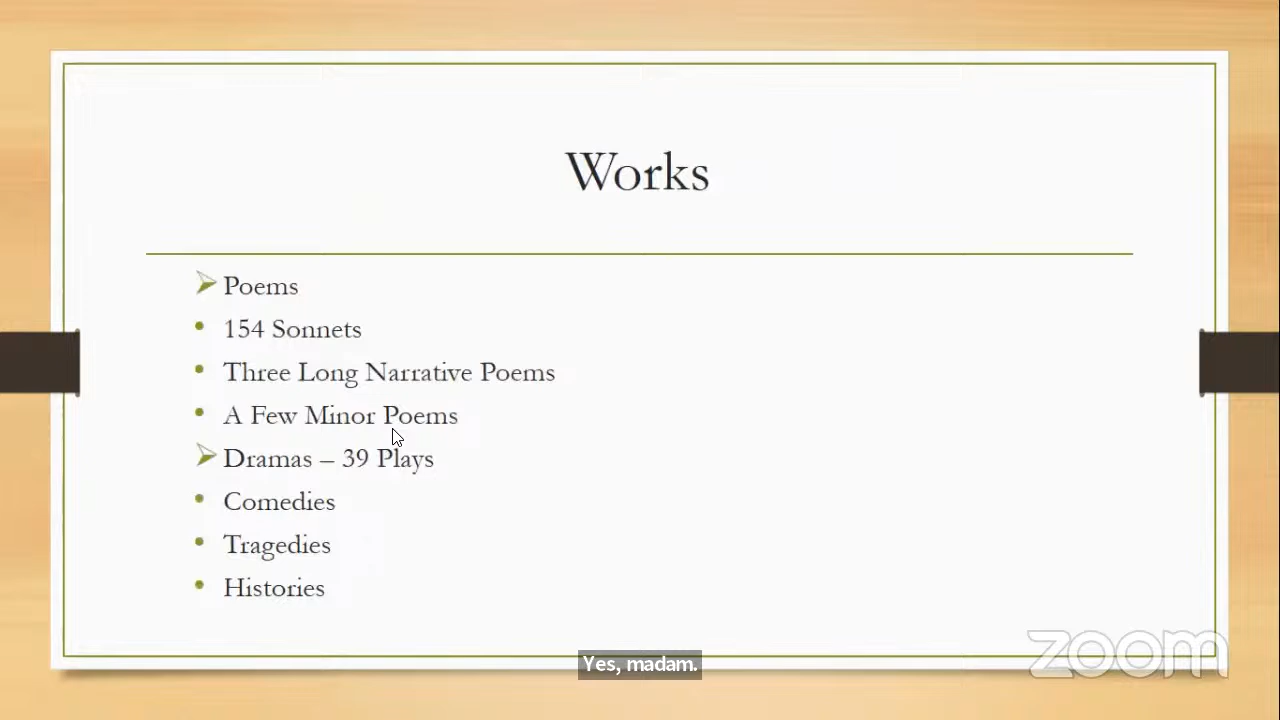 Works
Poems
154 Sonnets
Three Long Narrative Poems
A Few Minor Poems
Dramas – 39 Plays
Comedies
Tragedies
Histories
zoom
Yes, madam.